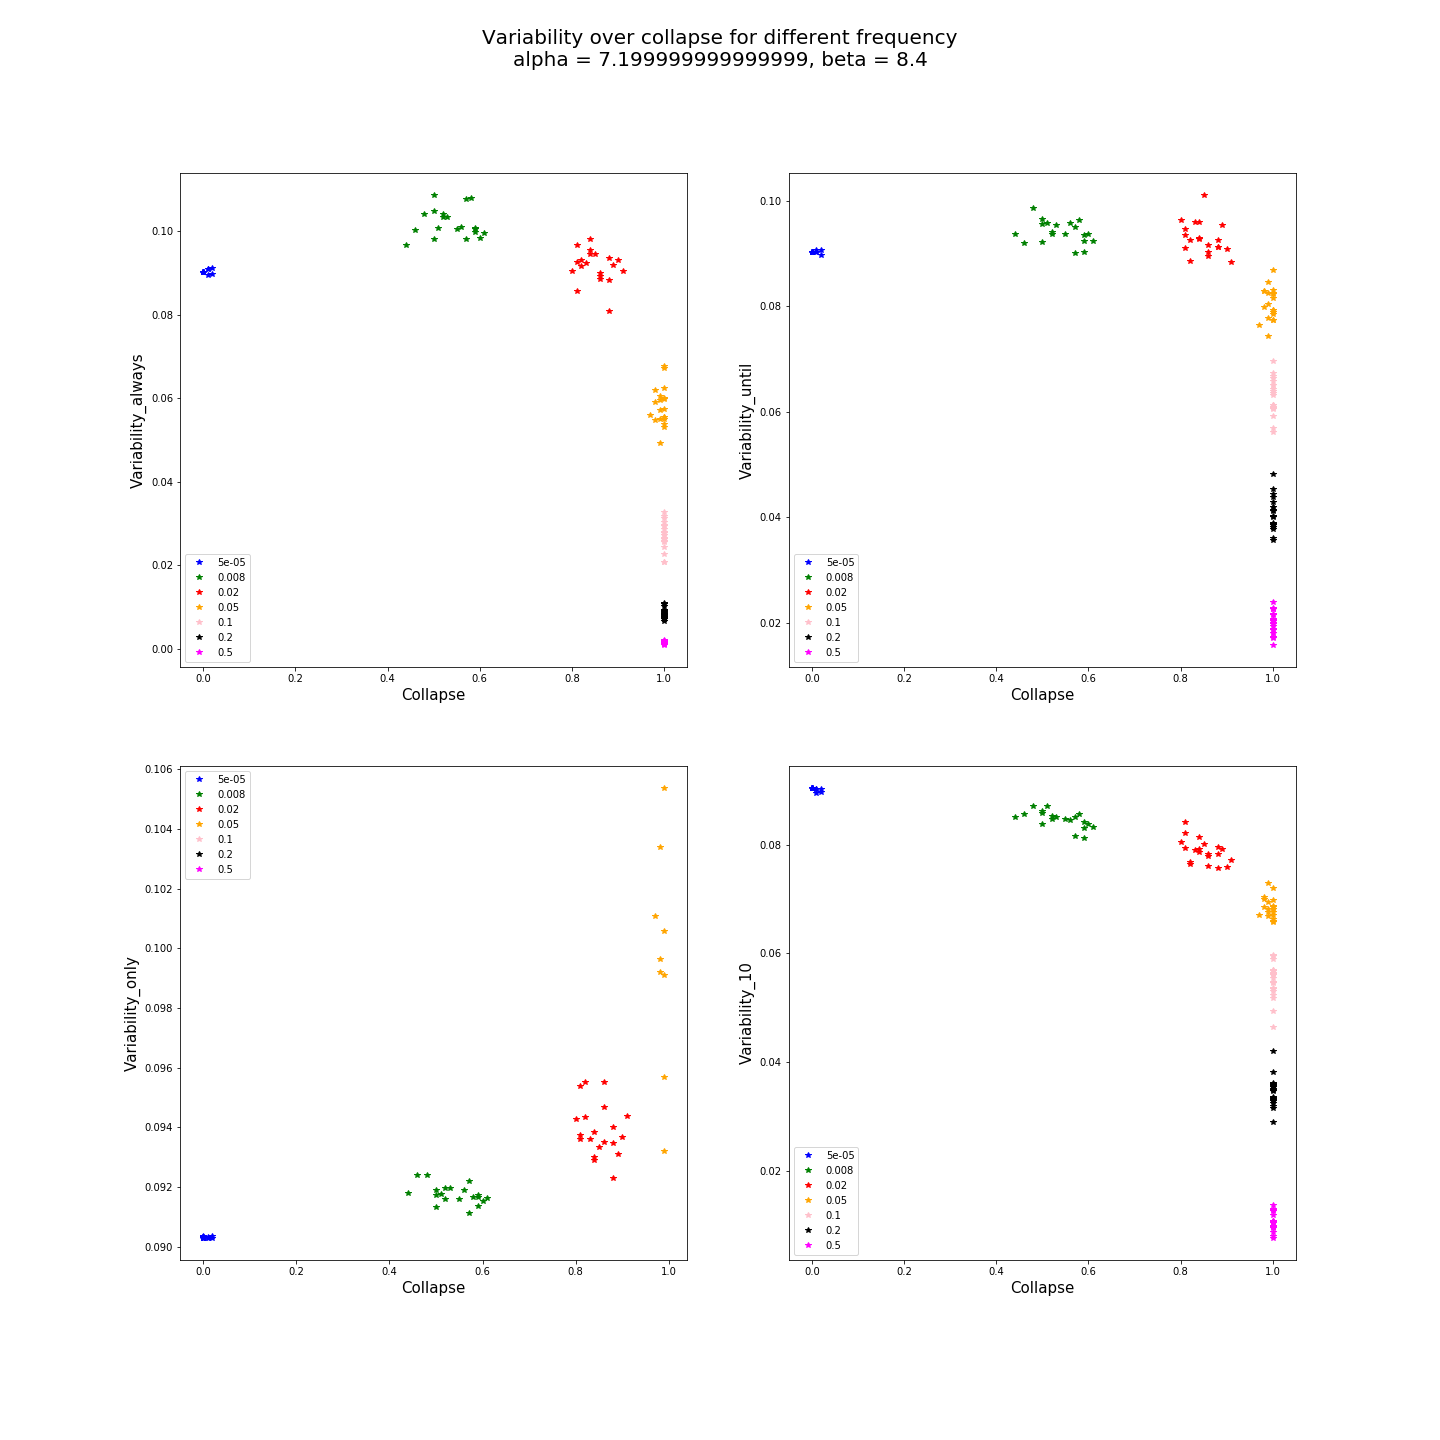 Variability over collapse for different frequency
alpha = 7.199999999999999, beta = 8.4
Variability_always
0.10
0.08
0.06
0.04
0.02
0.00
5e-05
0.008
0.02
0.05
0.1
0.2
0.5
0.0 0.2 0.4 0.6 0.8 1.0
Collapse
Variability_until
0.10
0.08
0.06
0.04
0.02
5e-05
0.008
0.02
0.05
0.1
0.2
0.5
0.0 0.2 0.4 0.6 0.8 1.0
Collapse
Variability_only
0.106
0.104
0.102
0.100
0.098
0.096
0.094
0.092
0.090
5e-05
0.008
0.02
0.05
0.1
0.2
0.5
0.0 0.2 0.4 0.6 0.8 1.0
Collapse
Variability_10
0.08
0.06
0.04
0.02
5e-05
0.008
0.02
0.05
0.1
0.2
0.5
0.0 0.2 0.4 0.6 0.8 1.0
Collapse